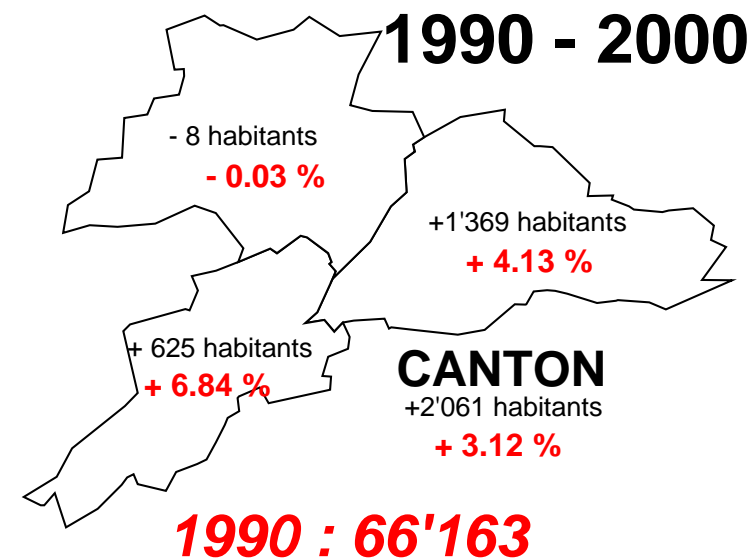 1990 - 2000
- 8 habitants
- 0.03 %
+1'369 habitants
+ 4.13 %
+ 625 habitants
+ 6.84 %
CANTON
+2'061 habitants
+ 3.12 %
1990 : 66'163